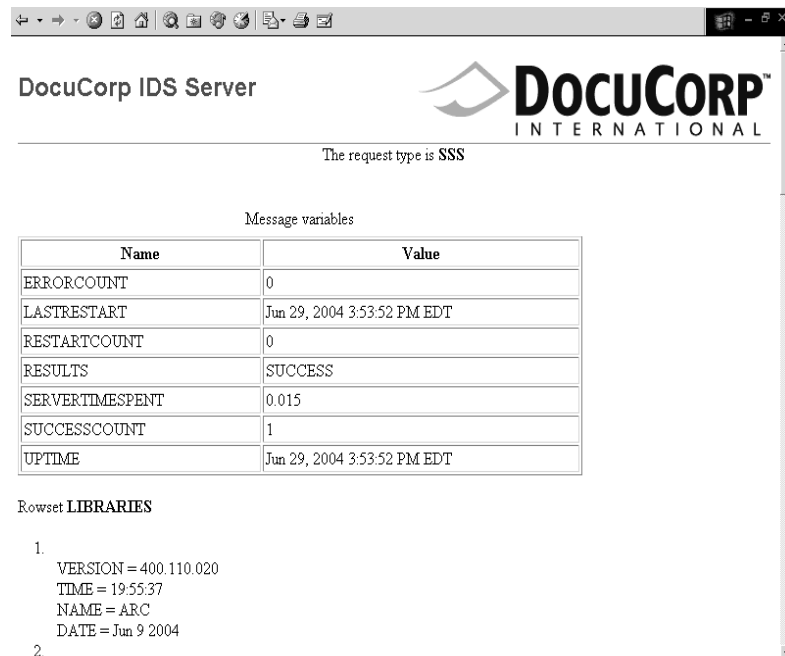 DocuCorp IDS Server
DOCUCORP™
INTERNATIONAL
The request type is SSS
Message variables
Name Value
ERRORCOUNT 0
LASTRESTART Jun 29, 2004 3:53:52 PM EDT
RESTARTCOUNT 0
RESULTS SUCCESS
SERVERTIMESPENT 0.015
SUCCESSCOUNT 1
UPTIME Jun 29, 2004 3:53:52 PM EDT
Rowset LIBRARIES
1.
VERSION = 400.110.020
TIME = 19:55:37
NAME = ARC
DATE = Jun 9 2004
2.